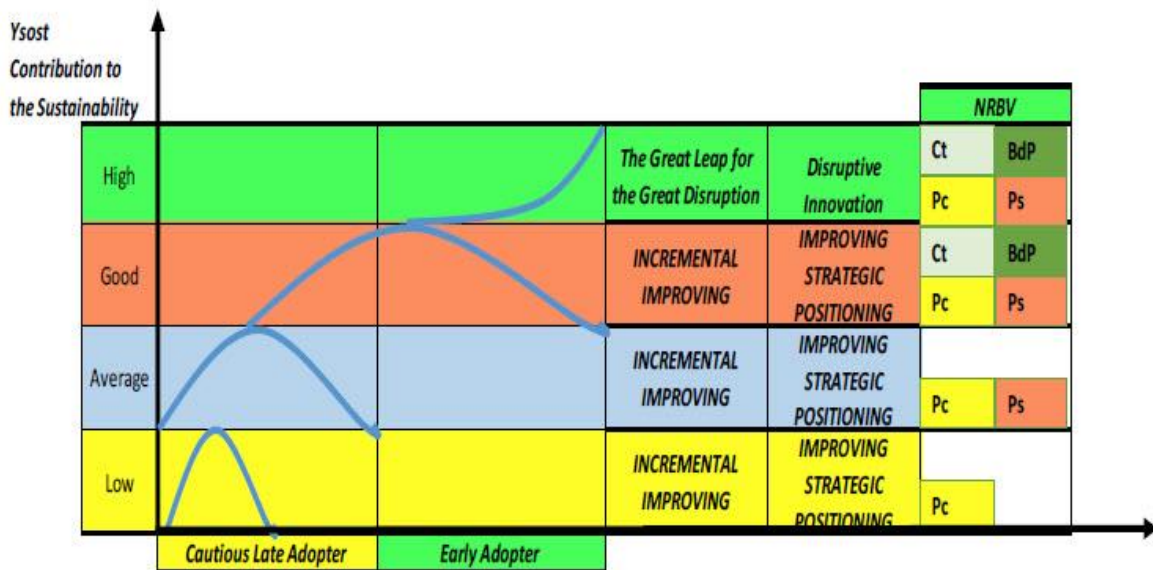 Ysost
Contribution to
the Sustainability
NRBV
High
The Great Leap for
the Great Disruption
Disruptive
Innovation
Ct
BdP
Pc
Ps
Good
INCREMENTAL
IMPROVING
IMPROVING
STRATEGIC
POSITIONING
Ct
BdP
Pc
Ps
Average
INCREMENTAL
IMPROVING
IMPROVING
STRATEGIC
POSITIONING
Pc
Ps
Low
INCREMENTAL
IMPROVING
IMPROVING
STRATEGIC
POSITIONING
Pc
Cautious Late Adopter
Early Adopter